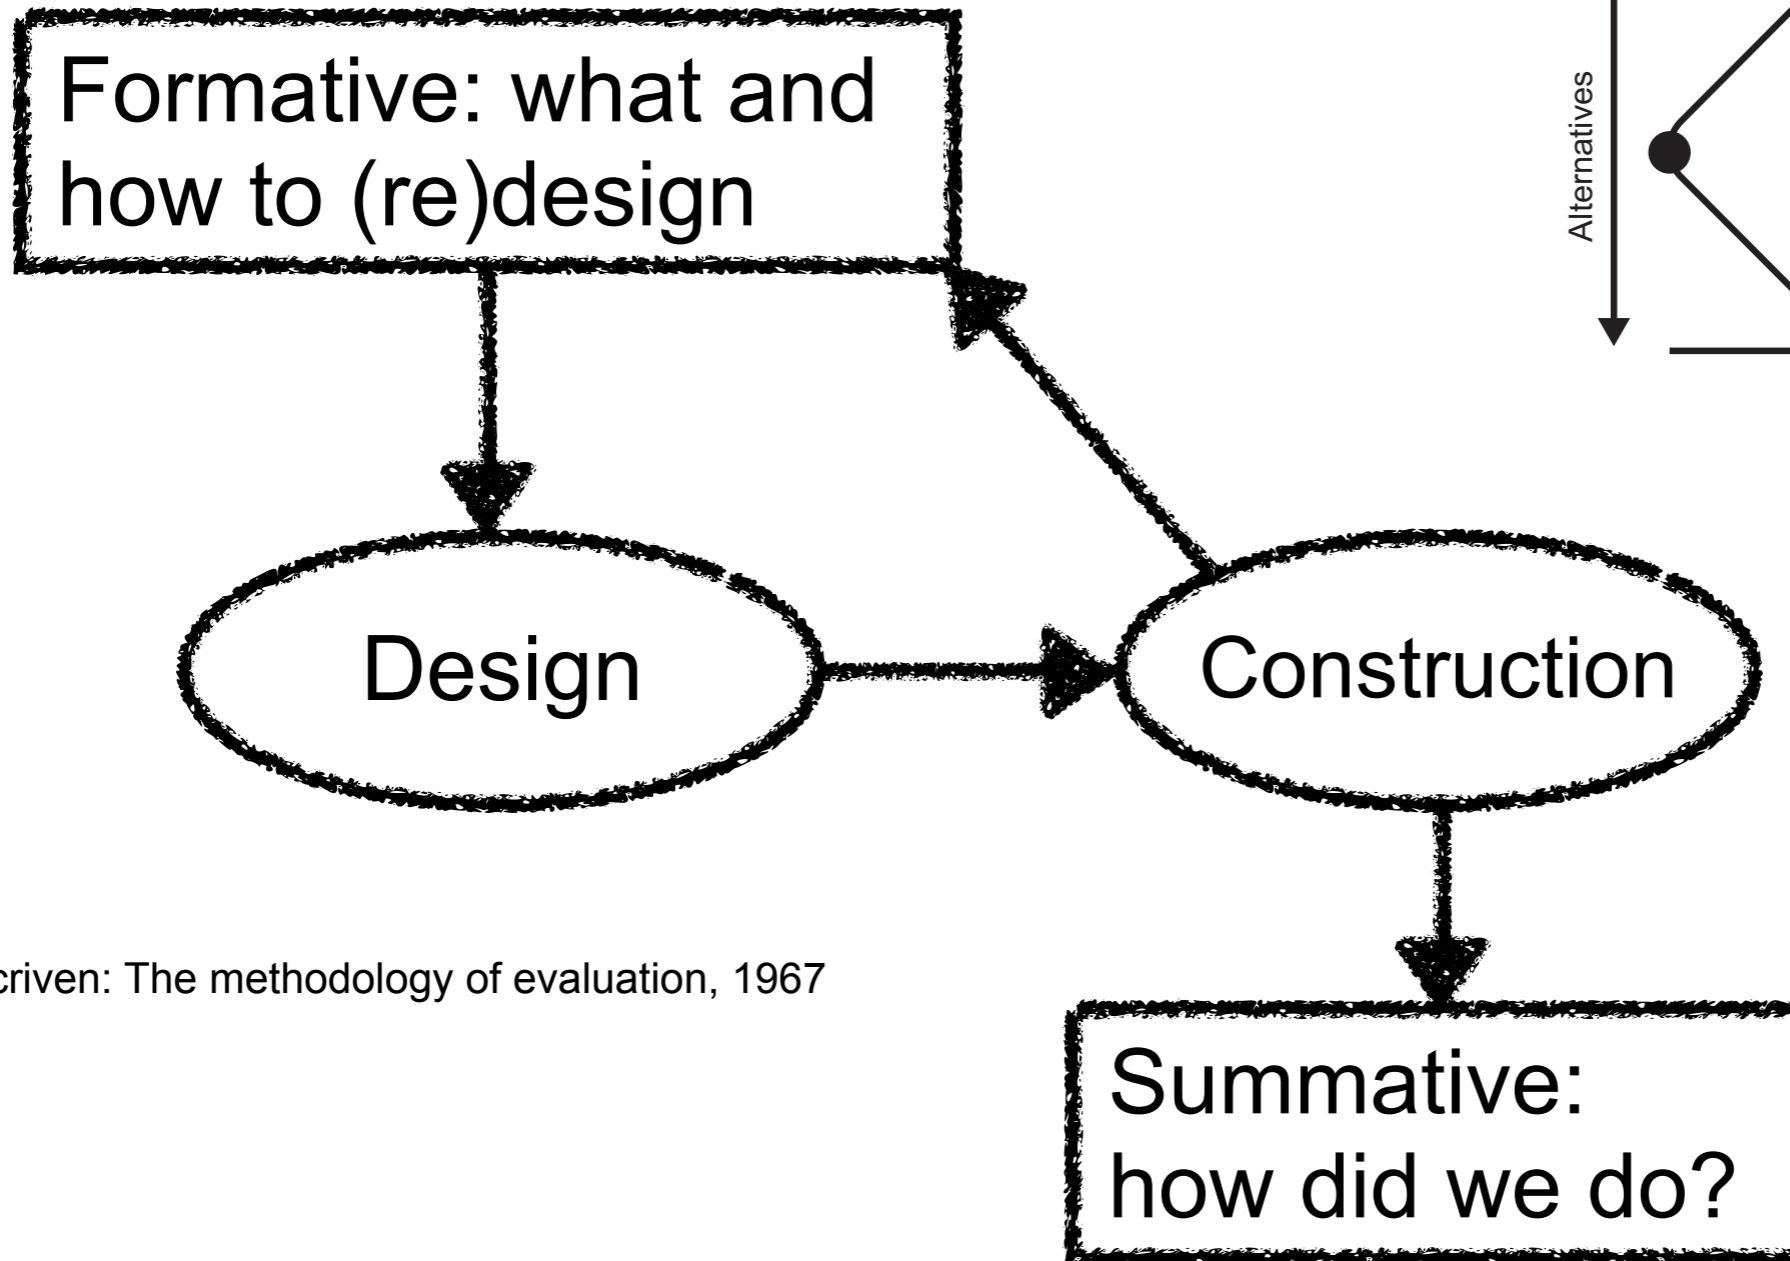 Formative: what and
how to (re)design
Alternatives
Design
Construction
criven: The methodology of evaluation, 1967
Summative:
how did we do?